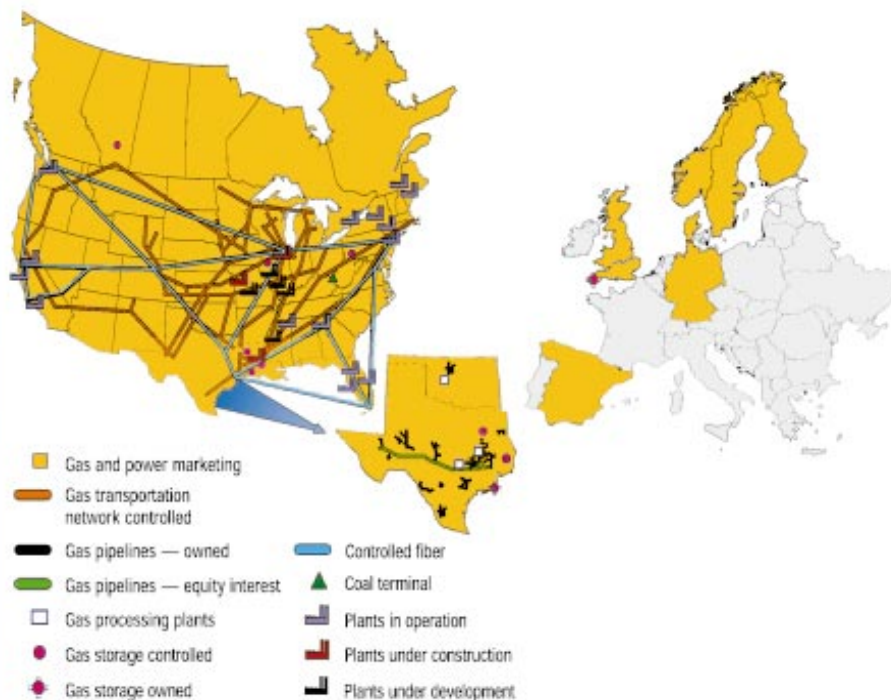 Gas and power marketing
Gas transportation
network controlled
Gas pipelines — owned
Gas pipelines — equity interest
Gas processing plants
Gas storage controlled
Gas storage owned
Controlled fiber
Coal terminal
Plants in operation
Plants under construction
Plants under development